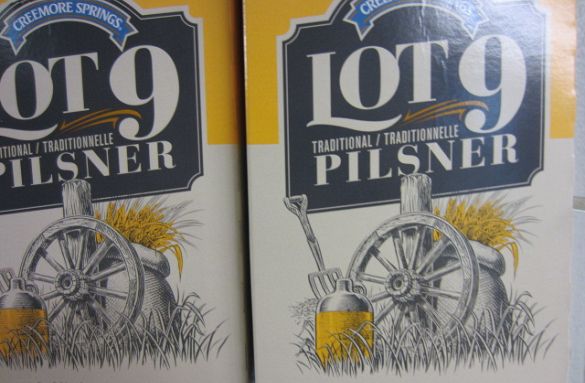 CREEMORE SPRINGS
LOT 9
TRADITIONAL / TRADITIONNELLE
PILSNER
CREEMORE SPRINGS
LOT 9
TRADITIONAL / TRADITIONNELLE
PILSNER